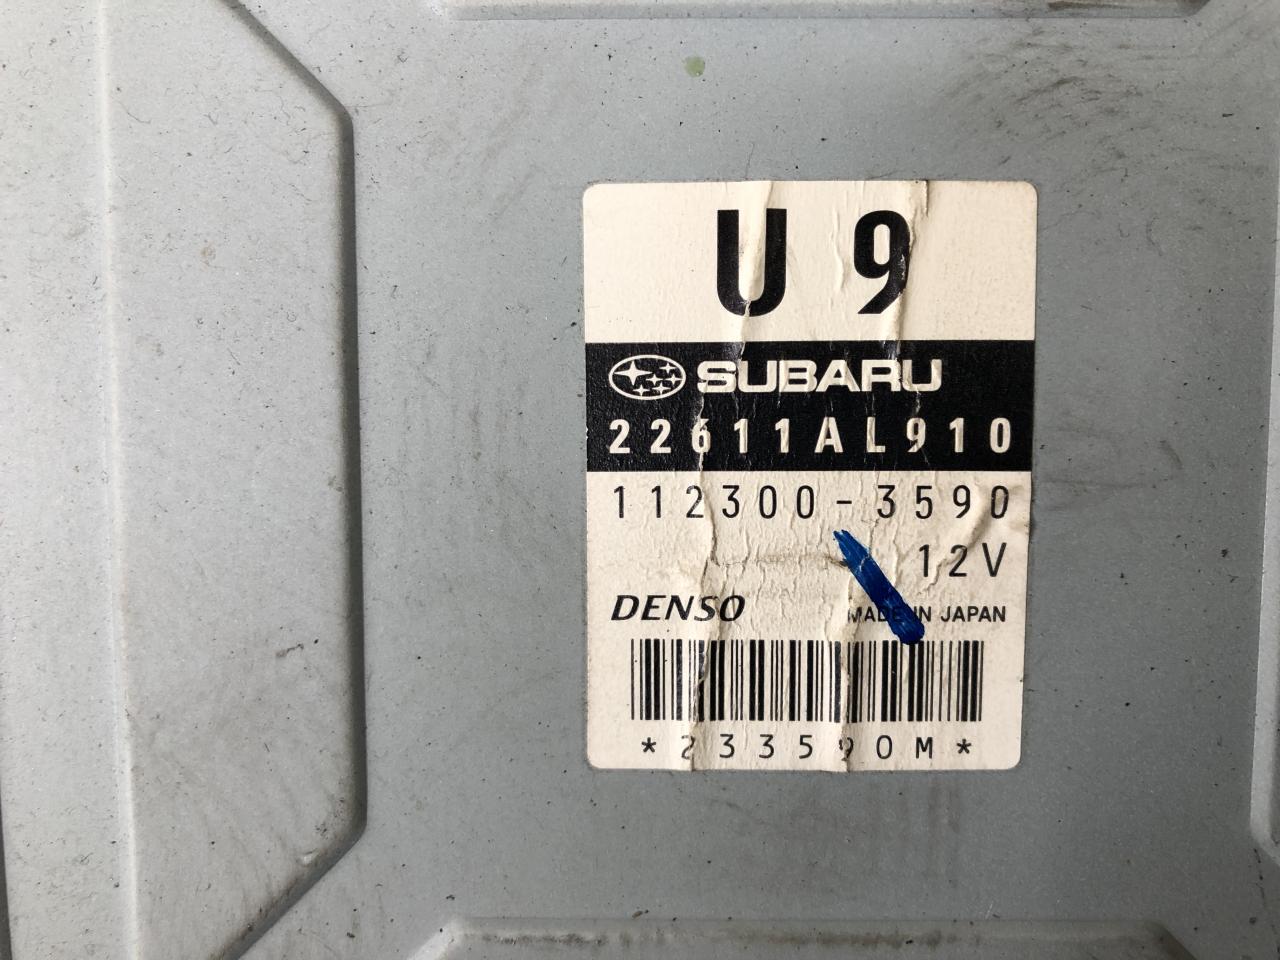 U 9
SUBARU
22611AL910
112300-3590
12V
DENSO MADE IN JAPAN
*233590M*